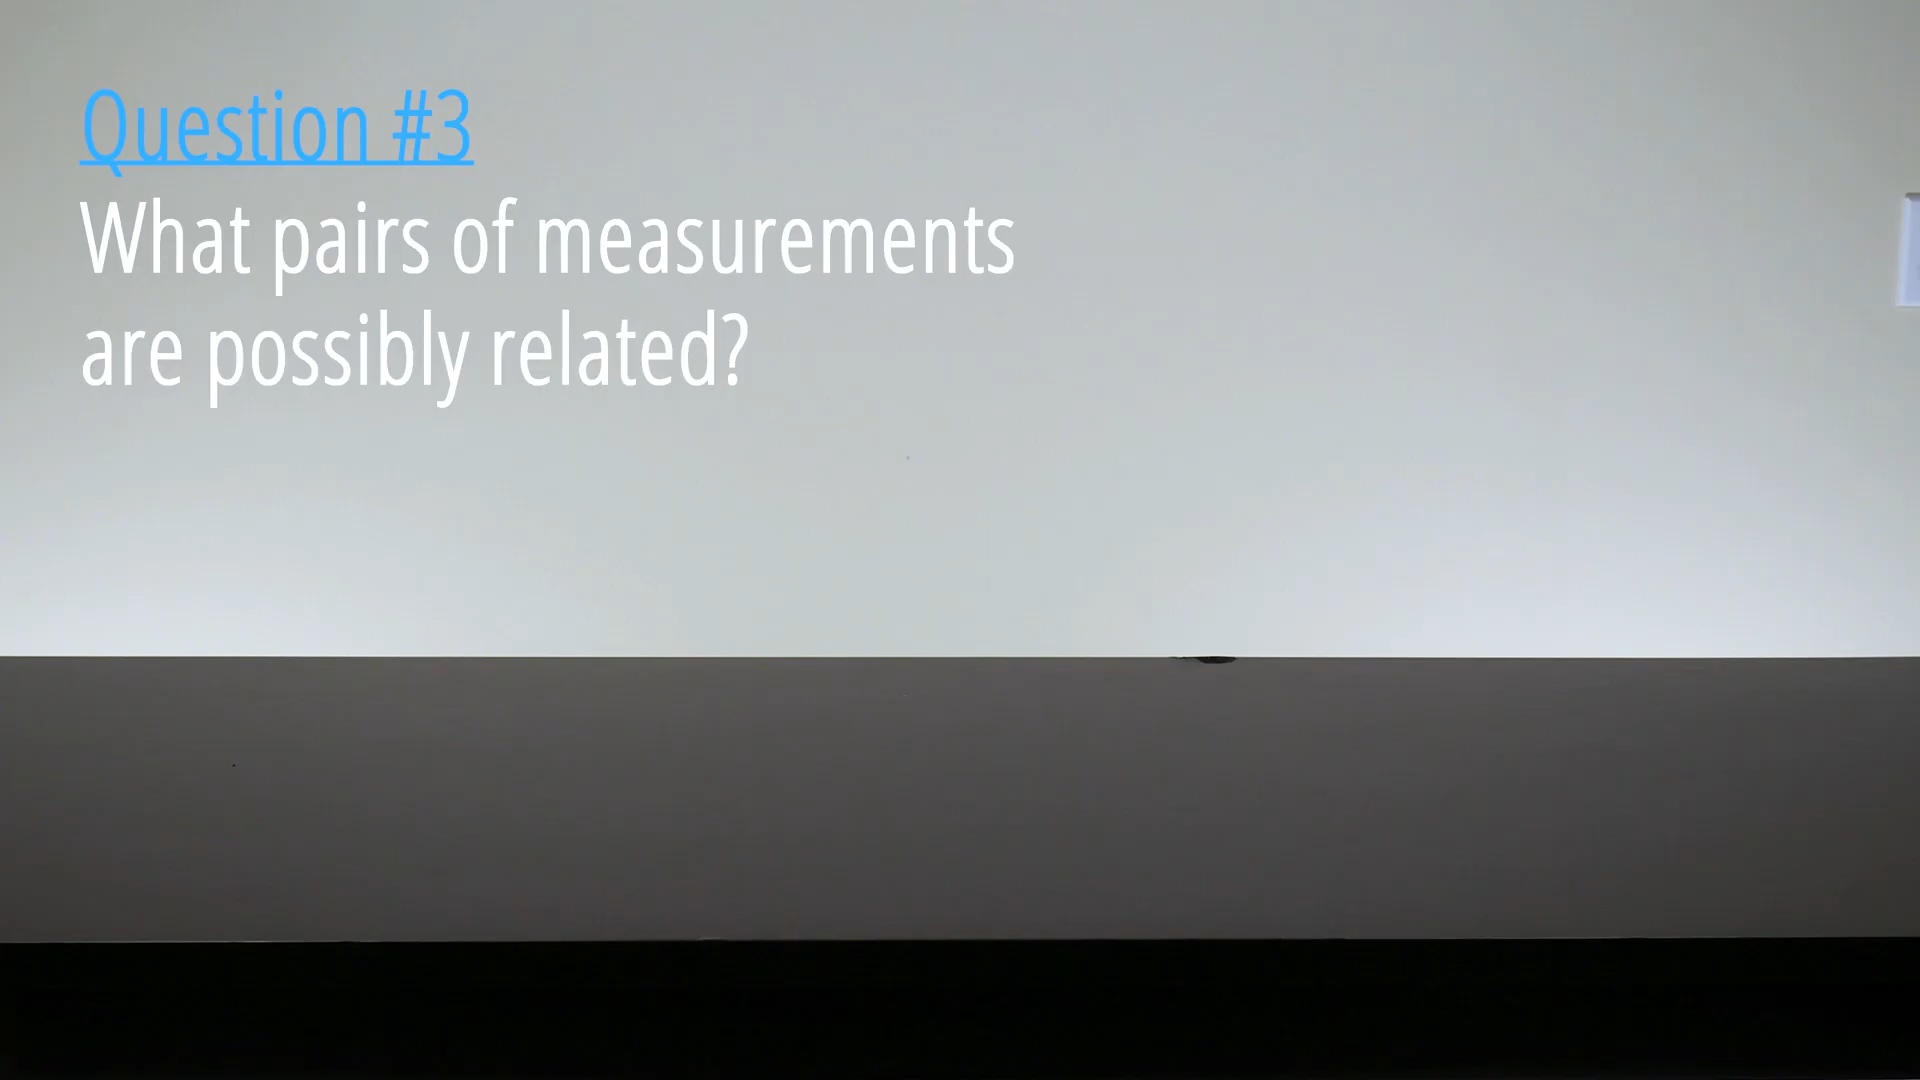 Question #3
What pairs of measurements
are possibly related?